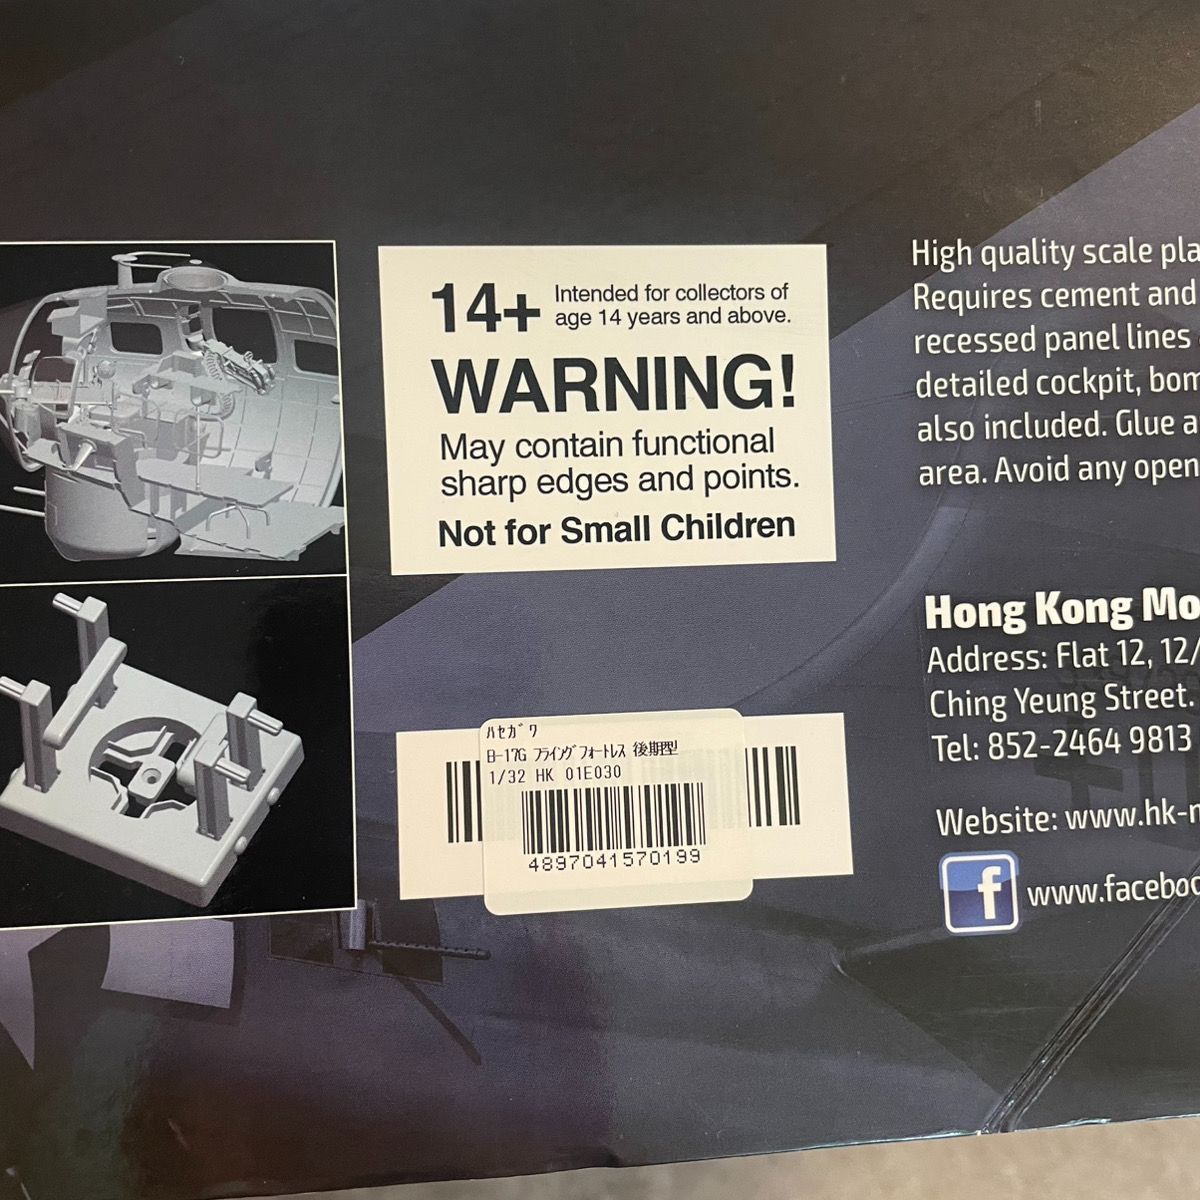 14+ Intended for collectors of
age 14 years and above.
WARNING!
May contain functional
sharp edges and points.
Not for Small Children
High quality scale
Requires cement and
recessed panel lines
detailed cockpit,
also included. Glue
area. Avoid any open
Hong Kong
Address: Flat 12, 12/
Ching Yeung Street.
Tel: 852-2464 9813
Website: www.hk-
f www.facebo
ﾊｾｶﾞﾜ
B-17G ﾌﾗｲﾝｸﾞﾌｫｰﾄﾚｽ 後期型
1/32 HK 01E030
4897041570199